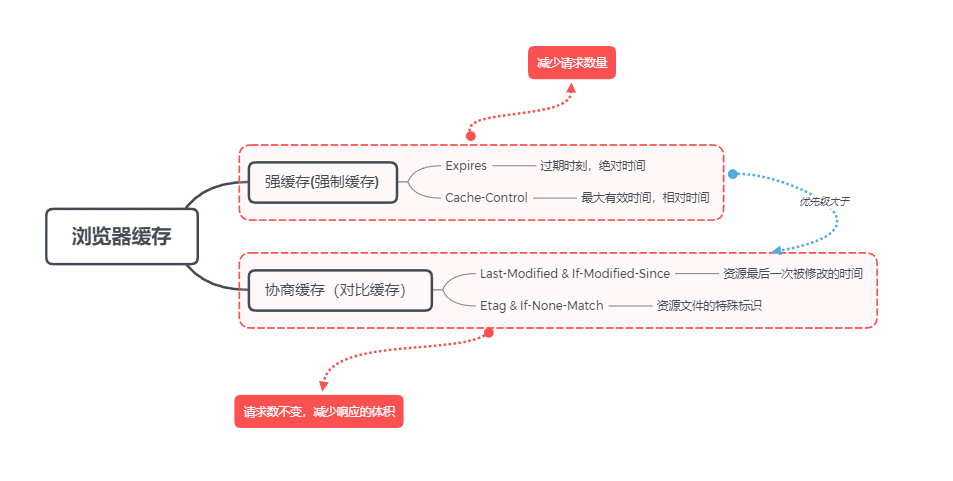 减少请求数量
强缓存(强制缓存)
Expires
过期时刻，绝对时间
Cache-Control
最大有效时间，相对时间
优先级大于
浏览器缓存
协商缓存（对比缓存）
Last-Modified & If-Modified-Since
资源最后一次被修改的时间
Etag & If-None-Match
资源文件的特殊标识
请求数不变，减少响应的体积